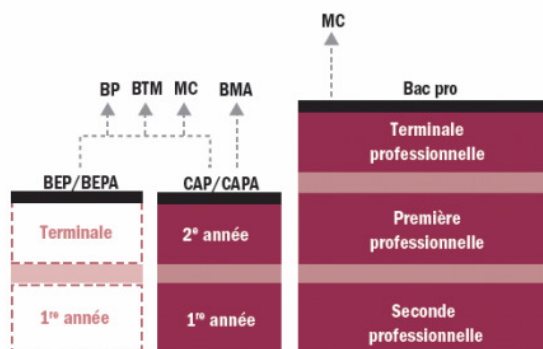 MC
BP BTM MC BMA
Bac pro
Terminale
professionnelle
BEP/BEPA CAP/CAPA
Terminale 2e année Première
professionnelle
1re année 1re année Seconde
professionnelle